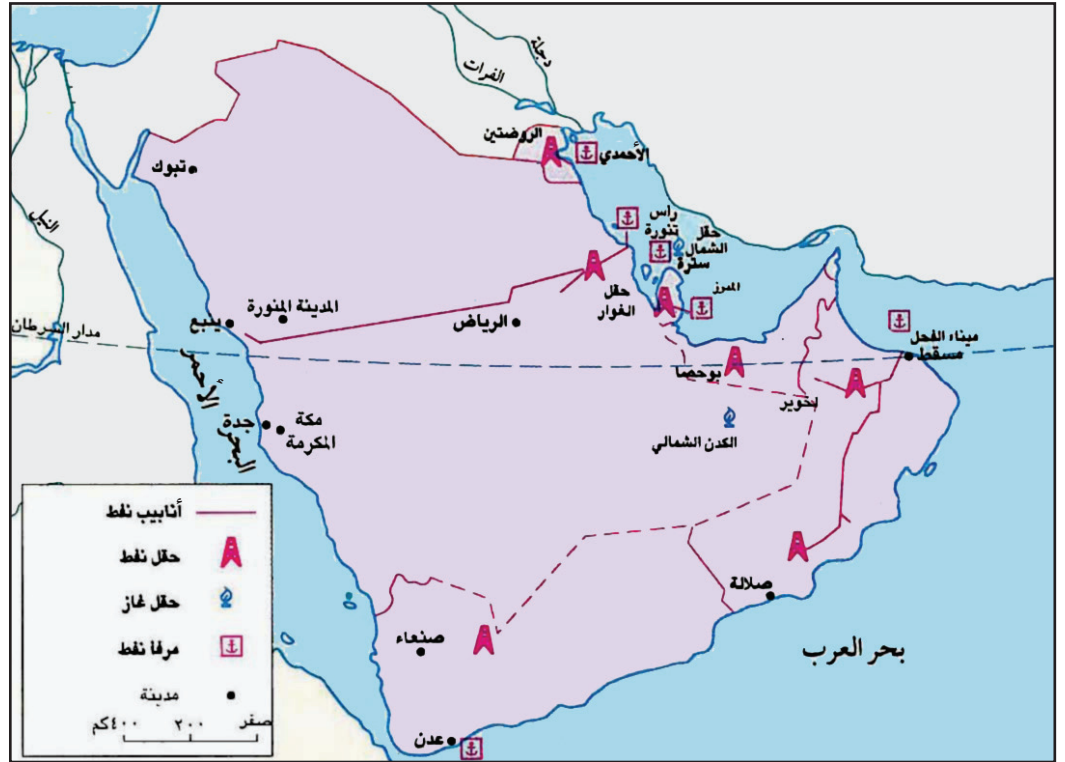 دجلة
الفرات
الروضتين
الأحمدي
تبوك
النيل
رأس
تنورة
حقل
الشمال
سترة
المبرز
حقل
الغوار
المدينة المنورة
ينبع
الرياض
مدار السرطان
ميناء الفحل
مسقط
بوحصا
لخوير
الكدن الشمالي
البحر الأحمر
جدة
مكة
المكرمة
صلالة
صنعاء
بحر العرب
عدن
أنابيب نفط
حقل نفط
حقل غاز
مرفأ نفط
مدينة
صفر ٢٠٠ ٤٠٠كم